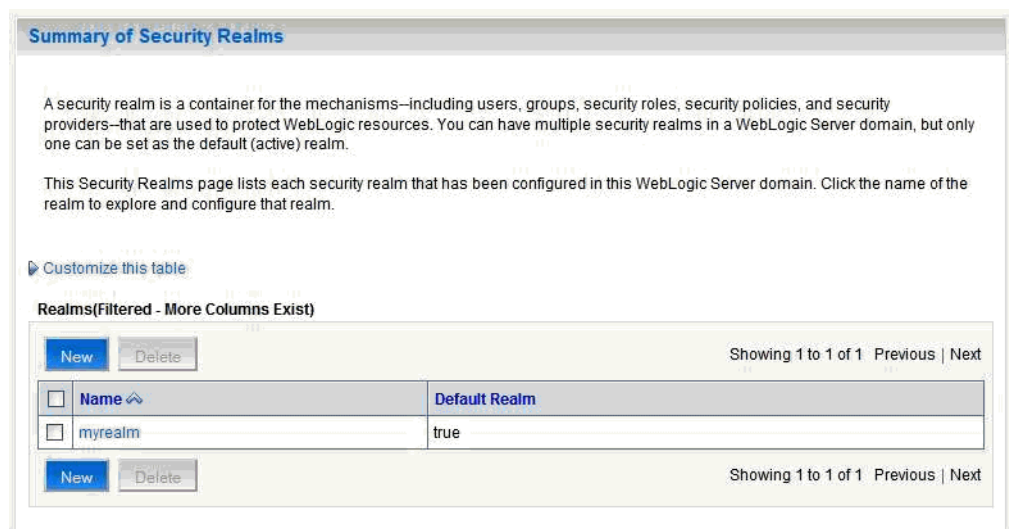 Summary of Security Realms
A security realm is a container for the mechanisms--including users, groups, security roles, security policies, and security
providers--that are used to protect WebLogic resources. You can have multiple security realms in a WebLogic Server domain, but only
one can be set as the default (active) realm.
This Security Realms page lists each security realm that has been configured in this WebLogic Server domain. Click the name of the
realm to explore and configure that realm.
Customize this table
Realms(Filtered - More Columns Exist)
New Delete Showing 1 to 1 of 1 Previous | Next
Name Default Realm
myrealm true
New Delete Showing 1 to 1 of 1 Previous | Next